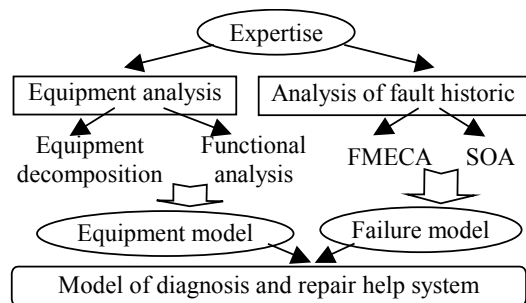 Expertise
Equipment analysis
Analysis of fault historic
Equipment
decomposition
Functional
analysis
FMECA
SOA
Equipment model
Failure model
Model of diagnosis and repair help system